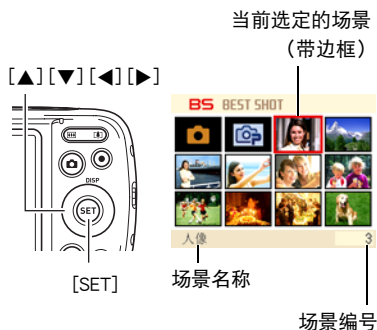 当前选定的场景
（带边框）
[▲][▼][◀][▶]
BS BEST SHOT
DISP
SET
人像 3
[SET]
场景名称
场景编号